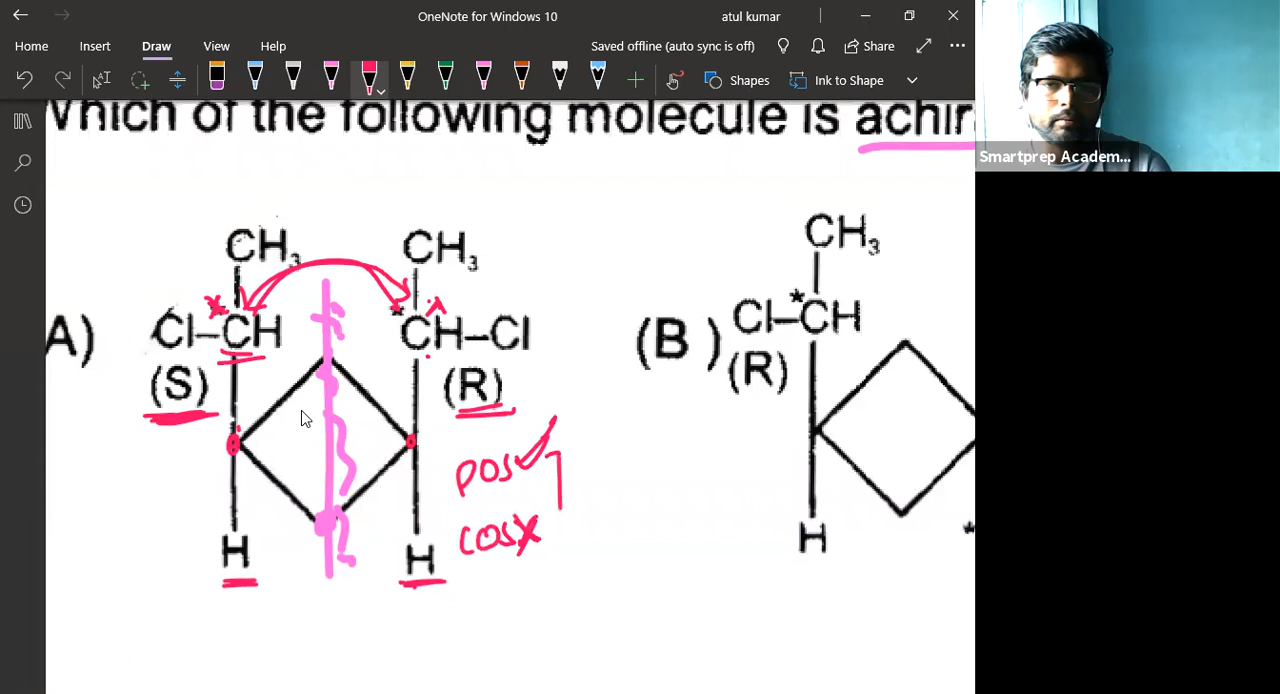 OneNote for Windows 10
atul kumar
Home Insert Draw View Help
Saved offline (auto sync is off)
Share
Shapes
Ink to Shape
Which of the following molecule is achir
Smartprep Academ...
CH3 CH3
A) Cl–CH *CH–Cl
(S) (R)
pos
cos
H H
CH3
(B) Cl–*CH
(R)
H
*